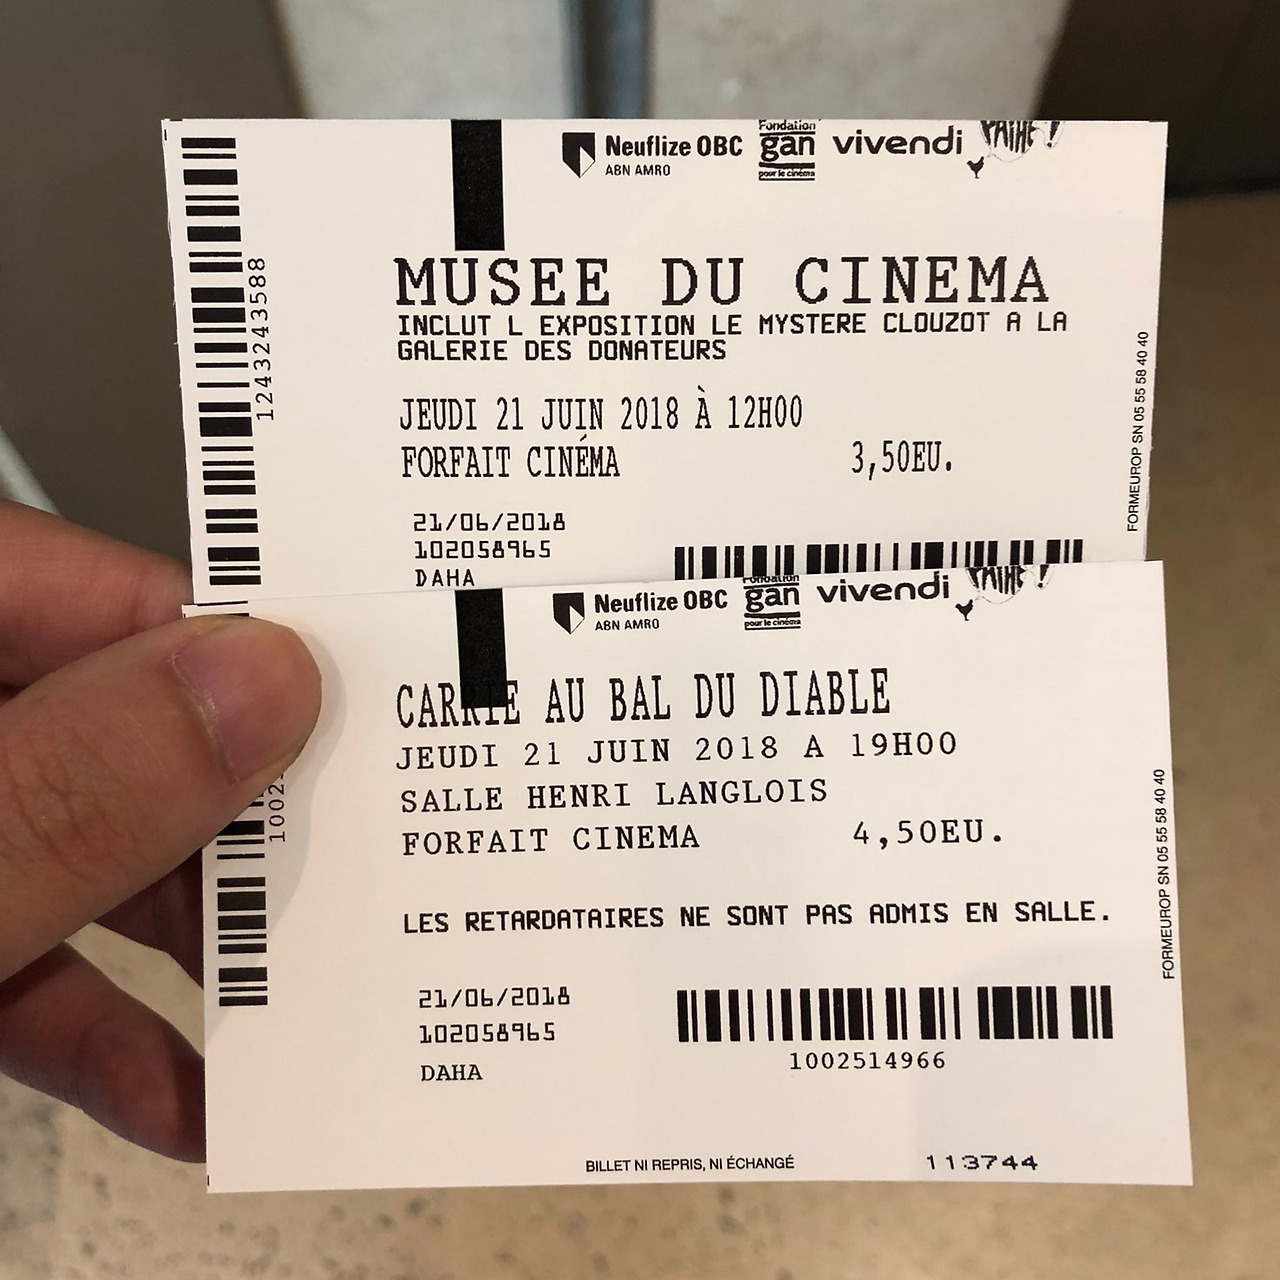 Neuflize OBC
ABN AMRO
Fondation
gan
pour le cinéma
vivendi
PATHE!
MUSEE DU CINEMA
INCLUT L EXPOSITION LE MYSTERE CLOUZOT A LA
GALERIE DES DONATEURS
JEUDI 21 JUIN 2018 À 12H00
FORFAIT CINÉMA 3,50EU.
21/06/2018
102058965
DAHA
1243243588
FORMEUROP SN 05 55 58 40 40
Neuflize OBC
ABN AMRO
Fondation
gan
pour le cinéma
vivendi
PATHE!
CARRIE AU BAL DU DIABLE
JEUDI 21 JUIN 2018 A 19H00
SALLE HENRI LANGLOIS
FORFAIT CINEMA 4,50EU.
LES RETARDATAIRES NE SONT PAS ADMIS EN SALLE.
21/06/2018
102058965
DAHA
1002514966
BILLET NI REPRIS, NI ÉCHANGÉ
113744
FORMEUROP SN 05 55 58 40 40